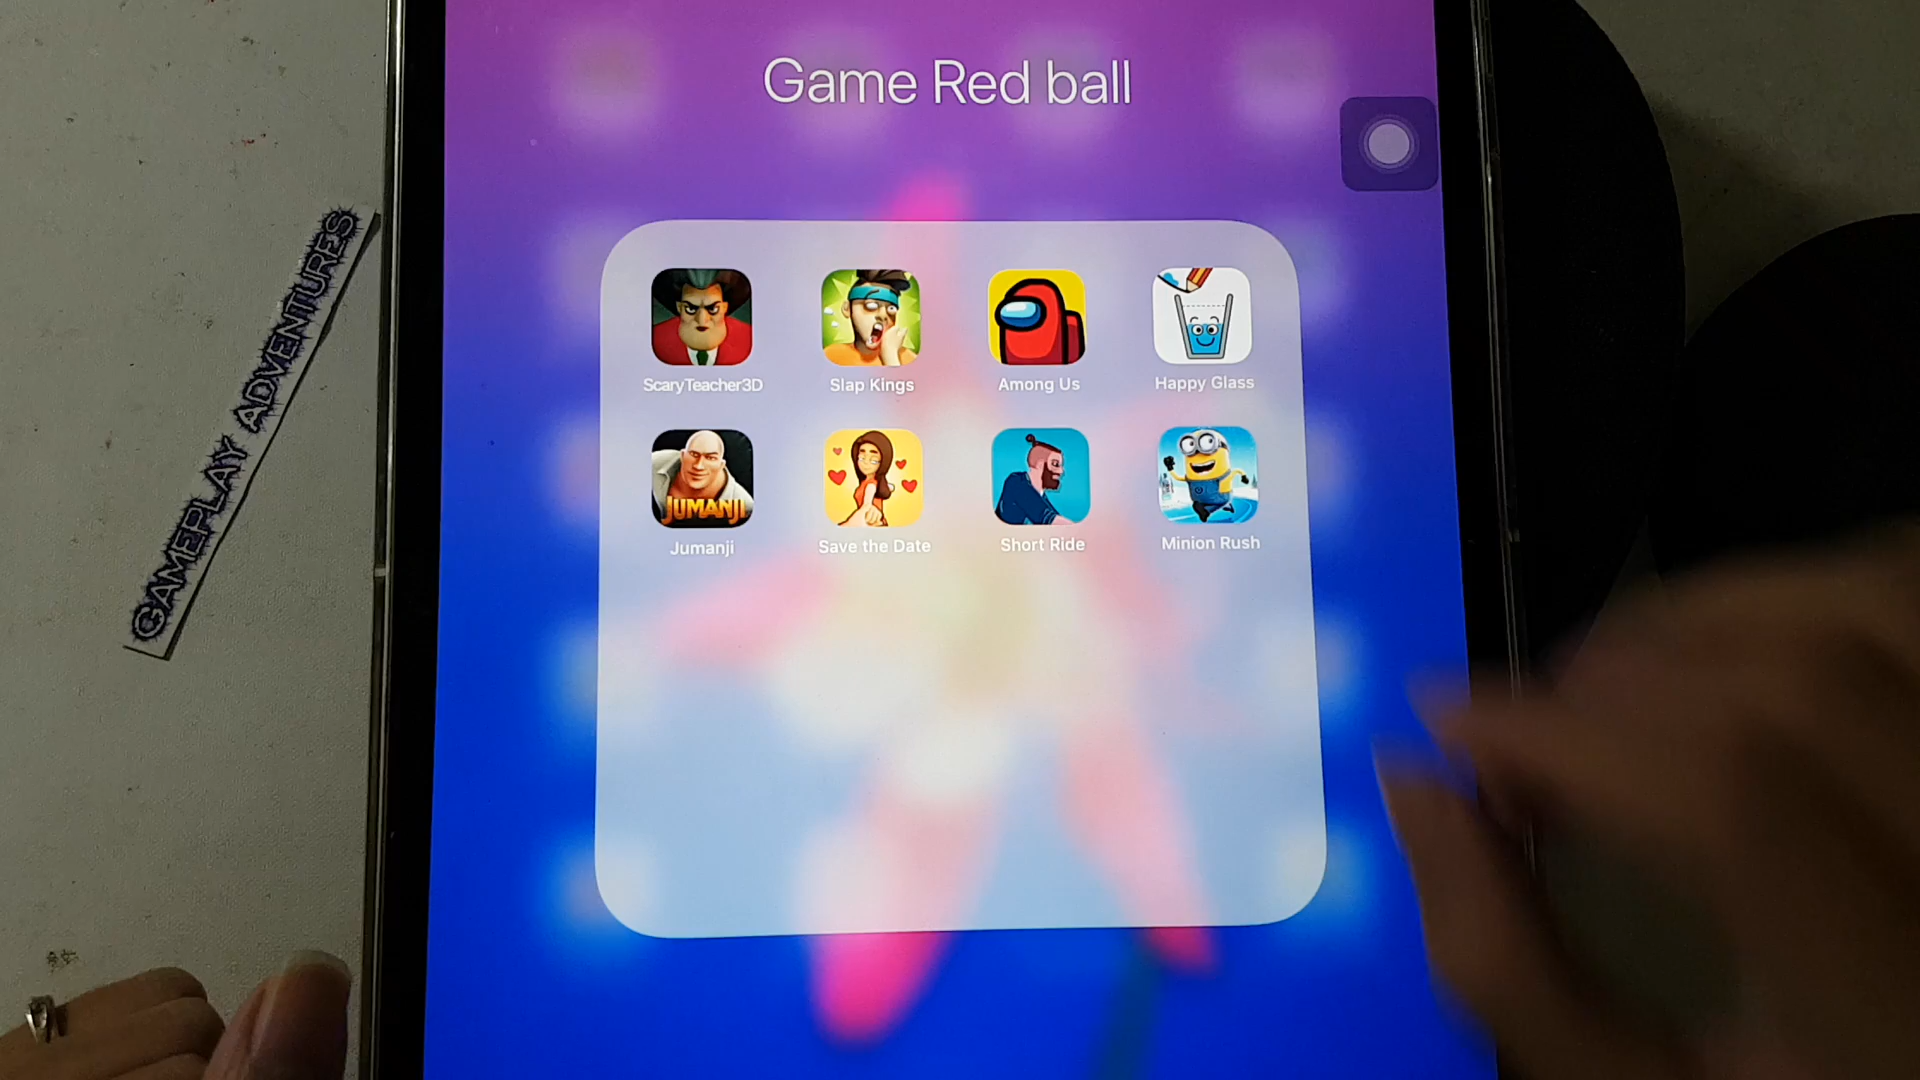 Game Red ball
GAMEPLAY ADVENTURES
ScaryTeacher3D
Slap Kings
Among Us
Happy Glass
JUMANJI
Jumanji
Save the Date
Short Ride
Minion Rush